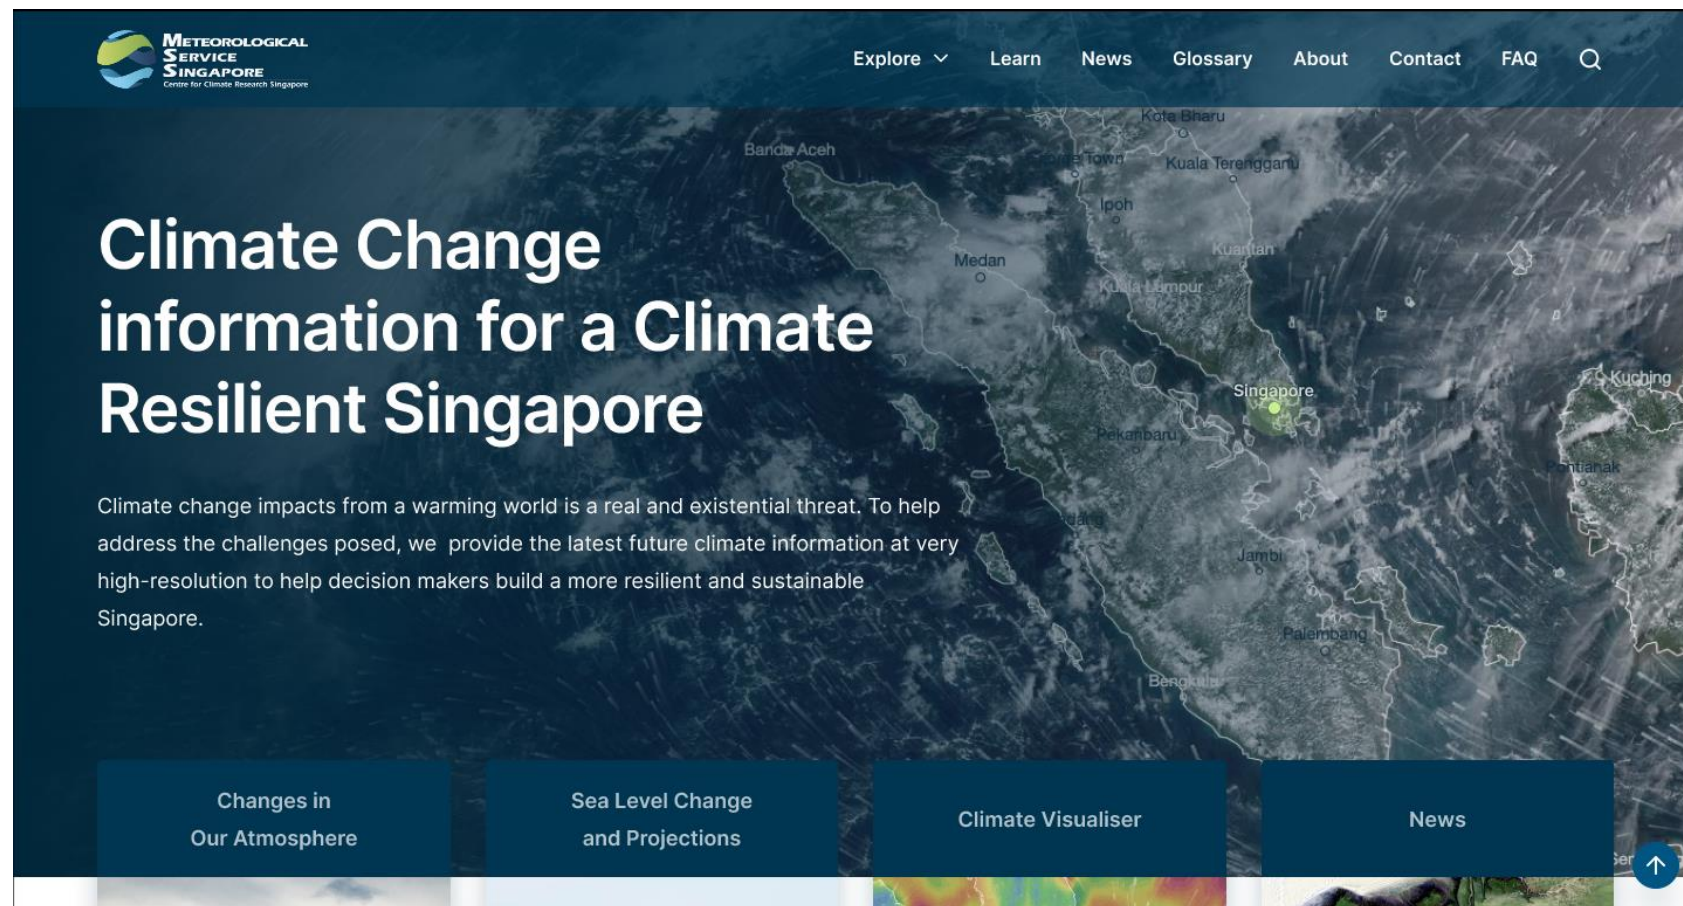 METEOROLOGICAL
SERVICE
SINGAPORE
Centre for Climate Research Singapore
Explore Learn News Glossary About Contact FAQ
Kota Bharu
Banda Aceh
Town
Kuala Terengganu
Ipoh
Climate Change
Kuantan
Medan
Kuala Lumpur
information for a Climate
Kuching
Singapore
Resilient Singapore
Pekanbaru
Pontianak
Climate change impacts from a warming world is a real and existential threat. To help
address the challenges posed, we provide the latest future climate information at very
Jambi
high-resolution to help decision makers build a more resilient and sustainable
Singapore.
Palembang
Bengkulu
Changes in
Our Atmosphere
Sea Level Change
and Projections
Climate Visualiser
News